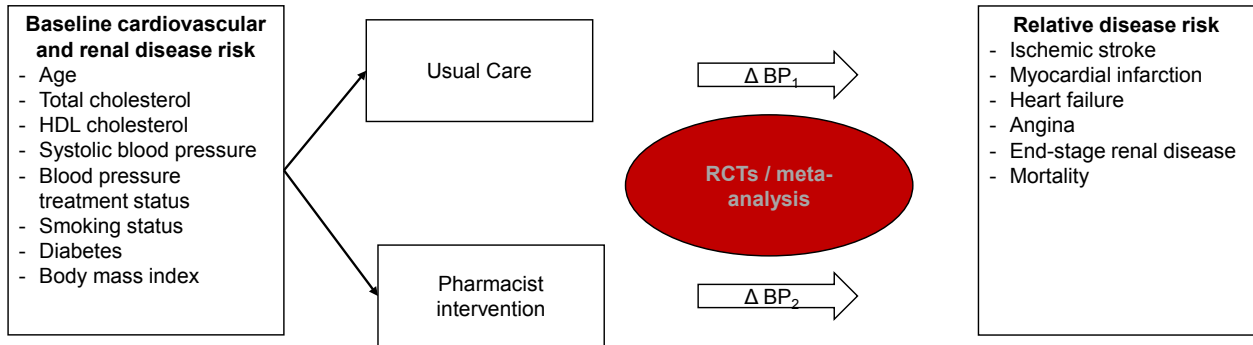 Baseline cardiovascular
and renal disease risk
- Age
- Total cholesterol
- HDL cholesterol
- Systolic blood pressure
- Blood pressure
treatment status
- Smoking status
- Diabetes
- Body mass index
Usual Care
Pharmacist
intervention
Δ BP₁
RCTs / meta-
analysis
Δ BP₂
Relative disease risk
- Ischemic stroke
- Myocardial infarction
- Heart failure
- Angina
- End-stage renal disease
- Mortality